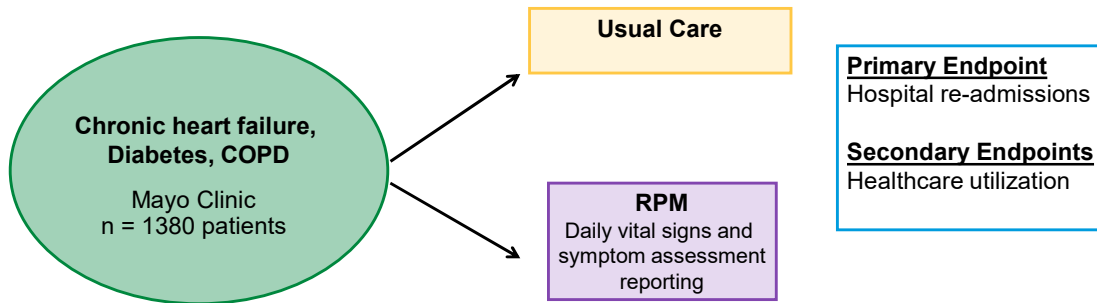 Chronic heart failure,
Diabetes, COPD
Mayo Clinic
n = 1380 patients
Usual Care
RPM
Daily vital signs and
symptom assessment
reporting
Primary Endpoint
Hospital re-admissions
Secondary Endpoints
Healthcare utilization